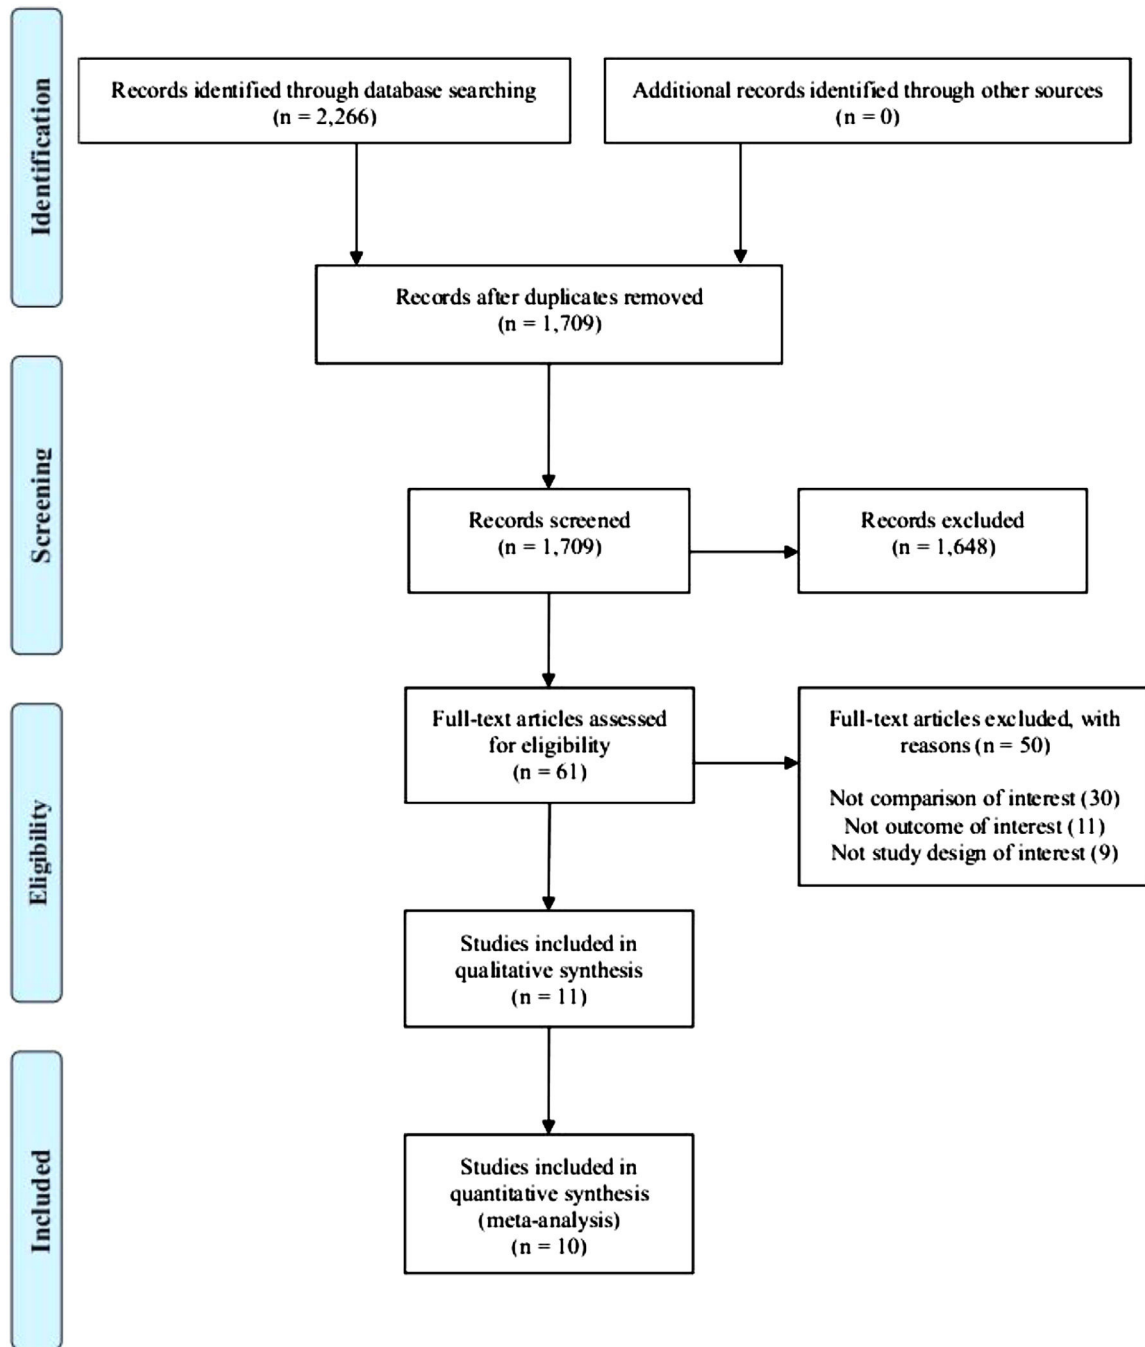 Identification
Records identified through database searching
(n = 2,266)
Additional records identified through other sources
(n = 0)
Records after duplicates removed
(n = 1,709)
Screening
Records screened
(n = 1,709)
Records excluded
(n = 1,648)
Eligibility
Full-text articles assessed
for eligibility
(n = 61)
Full-text articles excluded, with
reasons (n = 50)
Not comparison of interest (30)
Not outcome of interest (11)
Not study design of interest (9)
Studies included in
qualitative synthesis
(n = 11)
Included
Studies included in
quantitative synthesis
(meta-analysis)
(n = 10)